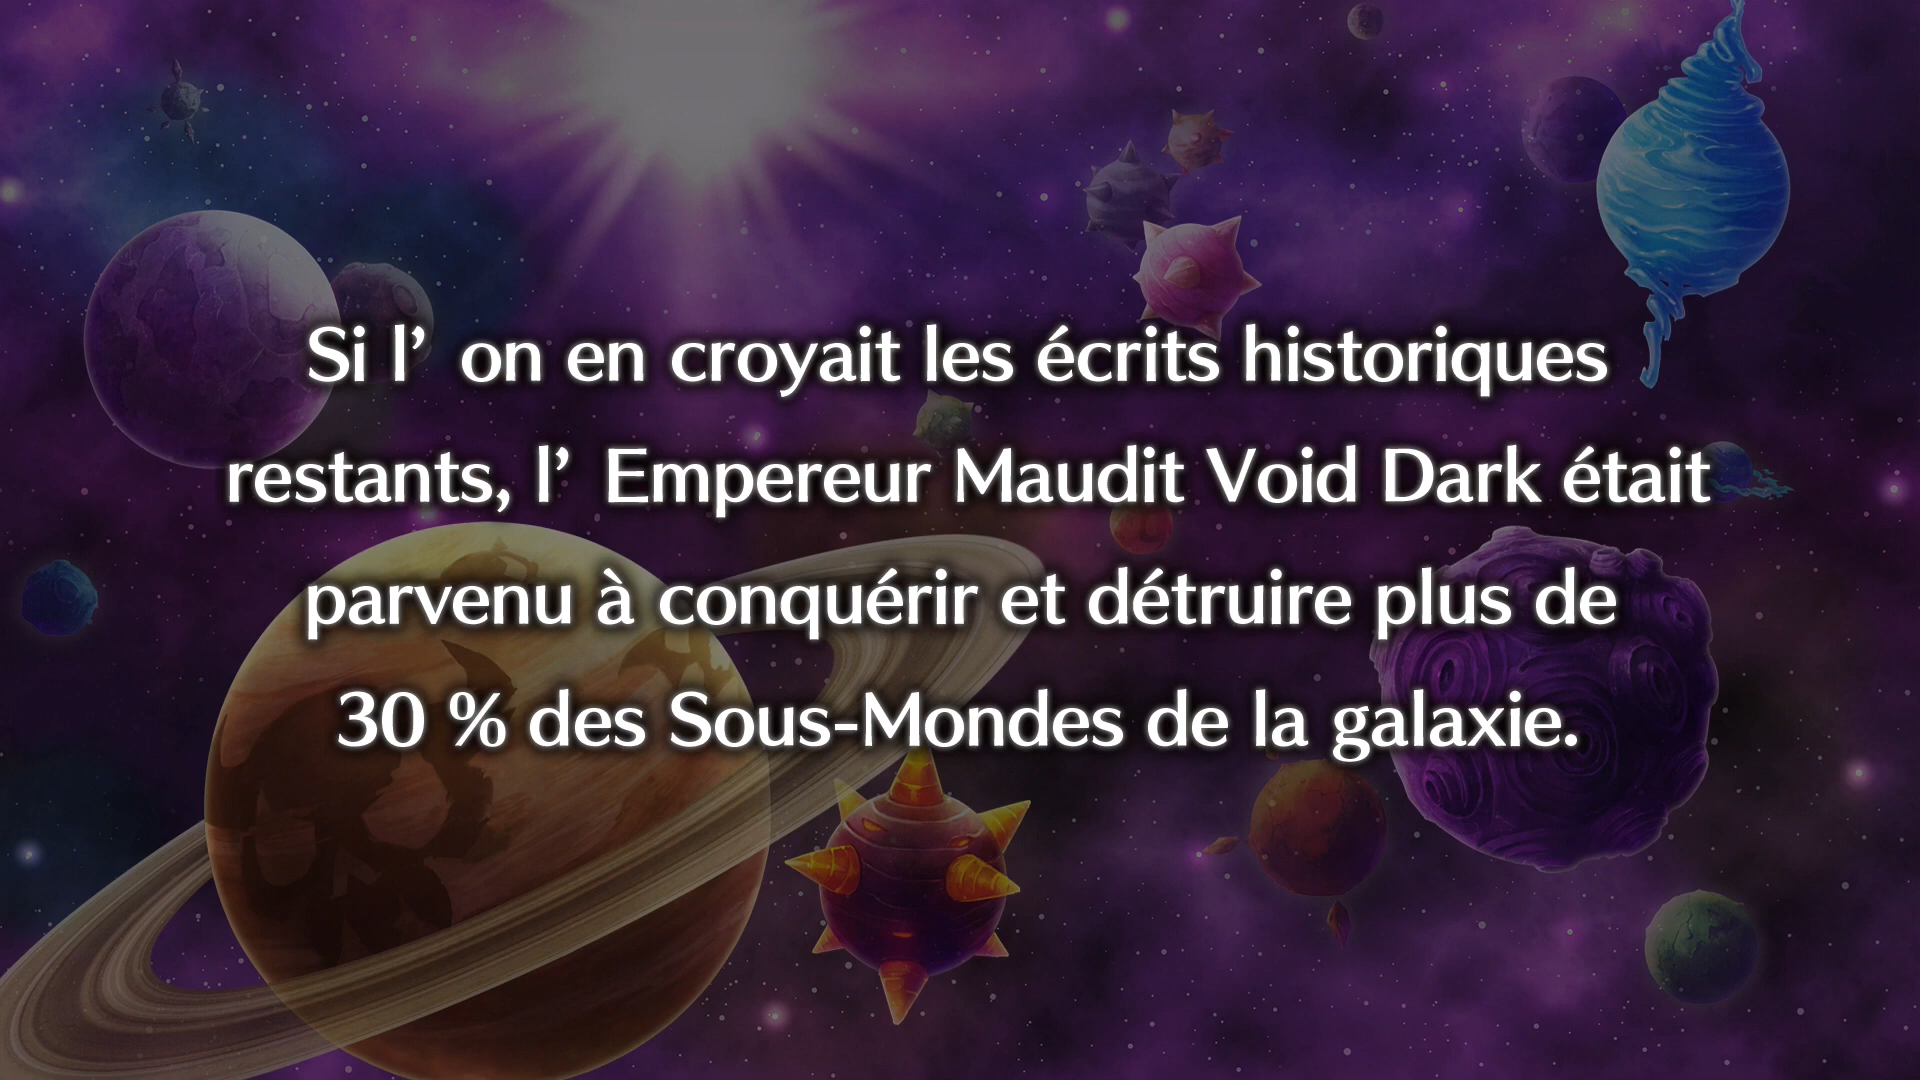 Si l’ on en croyait les écrits historiques
restants, l’ Empereur Maudit Void Dark était
parvenu à conquérir et détruire plus de
30 % des Sous-Mondes de la galaxie.